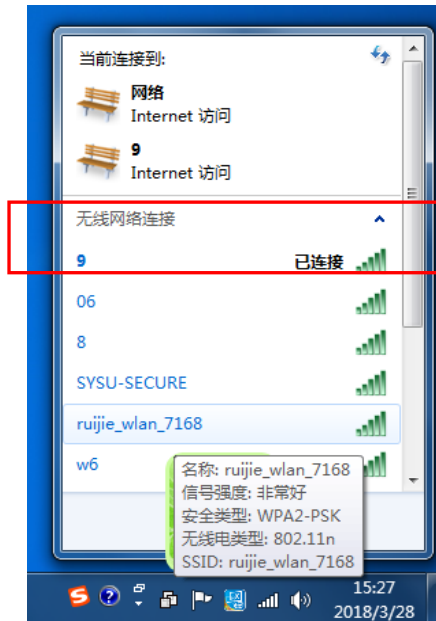 当前连接到:
网络
Internet 访问
9
Internet 访问
无线网络连接
9 已连接
06
8
SYSU-SECURE
ruijie_wlan_7168
w6
名称: ruijie_wlan_7168
信号强度: 非常好
安全类型: WPA2-PSK
无线电类型: 802.11n
SSID: ruijie_wlan_7168
15:27
2018/3/28